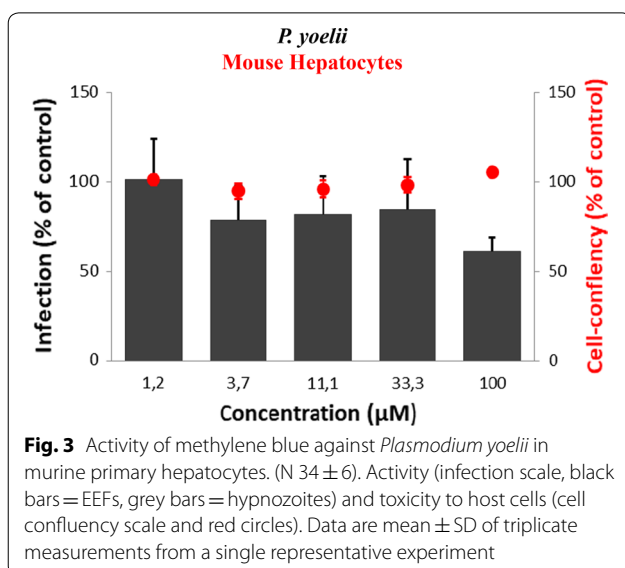 P. yoelii
Mouse Hepatocytes
Infection (% of control)
150
100
50
0
150
100
50
0
Cell-conflency (% of control)
1,2 3,7 11,1 33,3 100
Concentration (µM)
Fig. 3 Activity of methylene blue against Plasmodium yoelii in
murine primary hepatocytes. (N 34 ± 6). Activity (infection scale, black
bars = EEFs, grey bars = hypnozoites) and toxicity to host cells (cell
confluency scale and red circles). Data are mean ± SD of triplicate
measurements from a single representative experiment